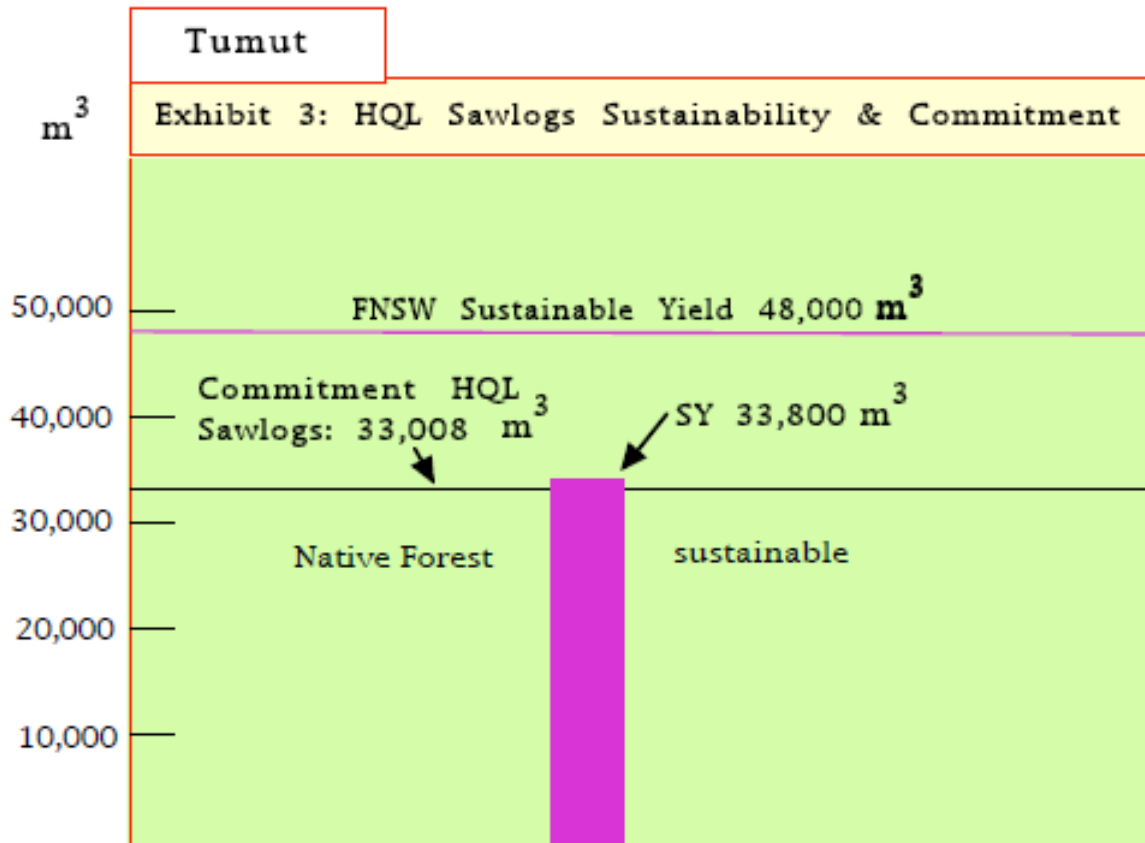 Tumut
m³
Exhibit 3: HQL Sawlogs Sustainability & Commitment
50,000
FNSW Sustainable Yield 48,000 m³
Commitment HQL
Sawlogs: 33,008 m³
40,000
SY 33,800 m³
30,000
Native Forest
sustainable
20,000
10,000